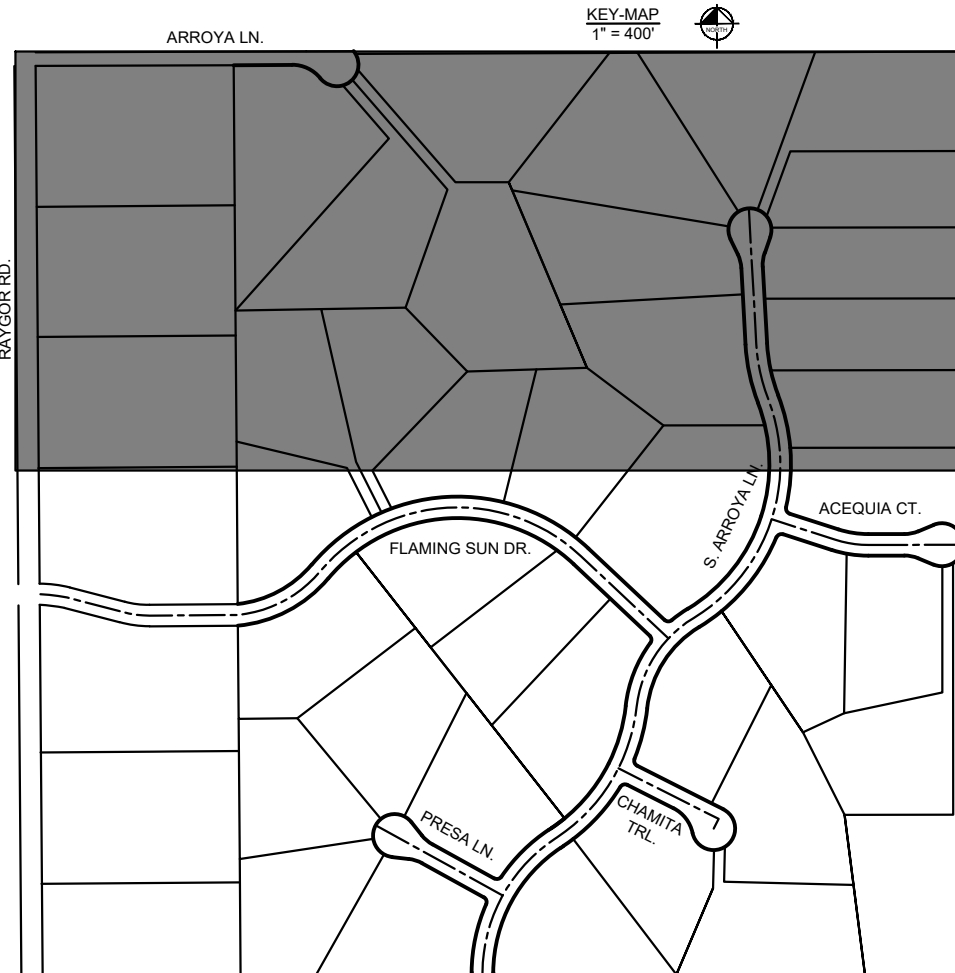 KEY-MAP
1" = 400'
NORTH
ARROYA LN.
RAYGOR RD.
S. ARROYA LN.
ACEQUIA CT.
FLAMING SUN DR.
PRESA LN.
CHAMITA
TRL.